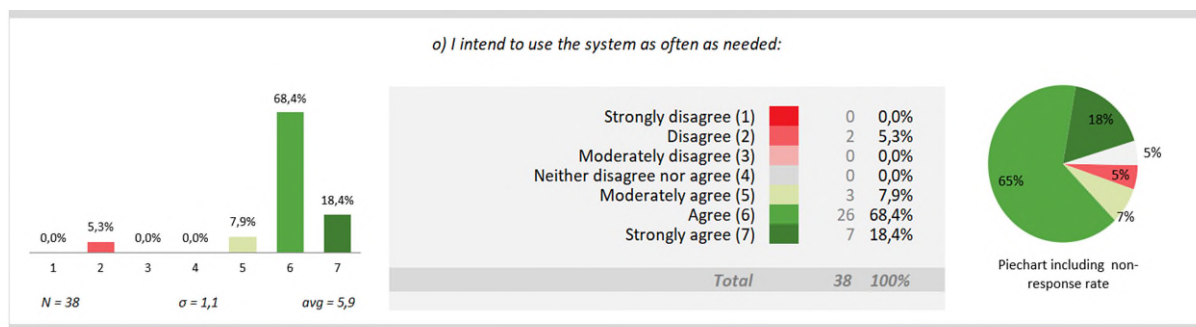 o) I intend to use the system as often as needed:
0,0% 5,3% 0,0% 0,0% 7,9% 68,4% 18,4%
1 2 3 4 5 6 7
N = 38 σ = 1,1 avg = 5,9
Strongly disagree (1) 0 0,0%
Disagree (2) 2 5,3%
Moderately disagree (3) 0 0,0%
Neither disagree nor agree (4) 0 0,0%
Moderately agree (5) 3 7,9%
Agree (6) 26 68,4%
Strongly agree (7) 7 18,4%
Total 38 100%
18%
5%
5%
7%
65%
Piechart including non-
response rate